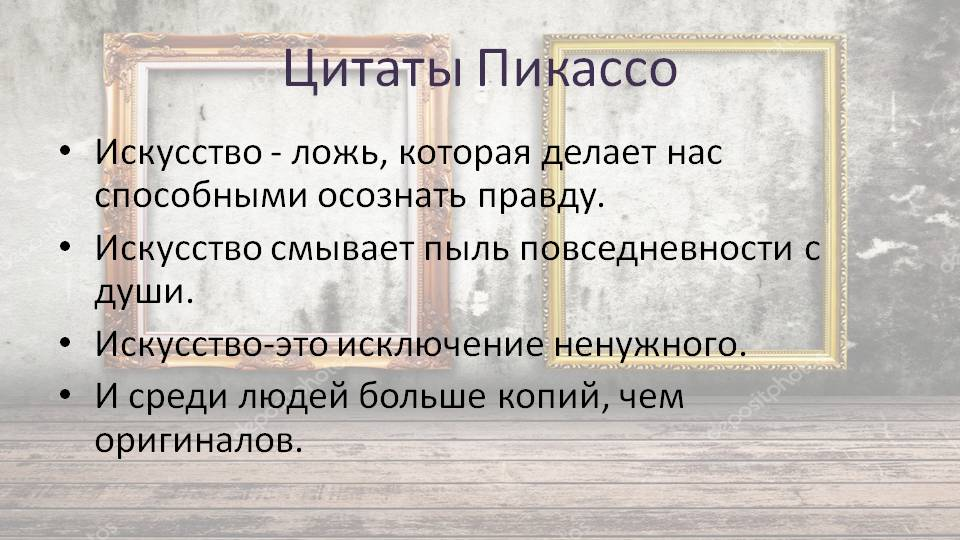 Цитаты Пикассо
• Искусство - ложь, которая делает нас
способными осознать правду.
• Искусство смывает пыль повседневности с
души.
• Искусство-это исключение ненужного.
• И среди людей больше копий, чем
оригиналов.